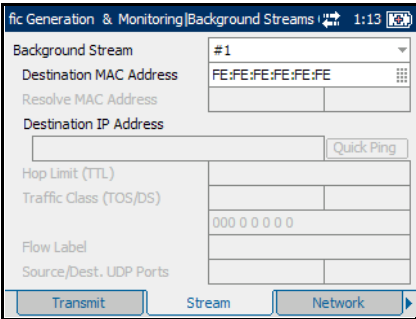 fic Generation & Monitoring|Background Streams 1:13
Background Stream #1
Destination MAC Address FE:FE:FE:FE:FE:FE
Resolve MAC Address
Destination IP Address
Quick Ping
Hop Limit (TTL)
Traffic Class (TOS/DS)
000 0 0 0 0 0
Flow Label
Source/Dest. UDP Ports
Transmit Stream Network